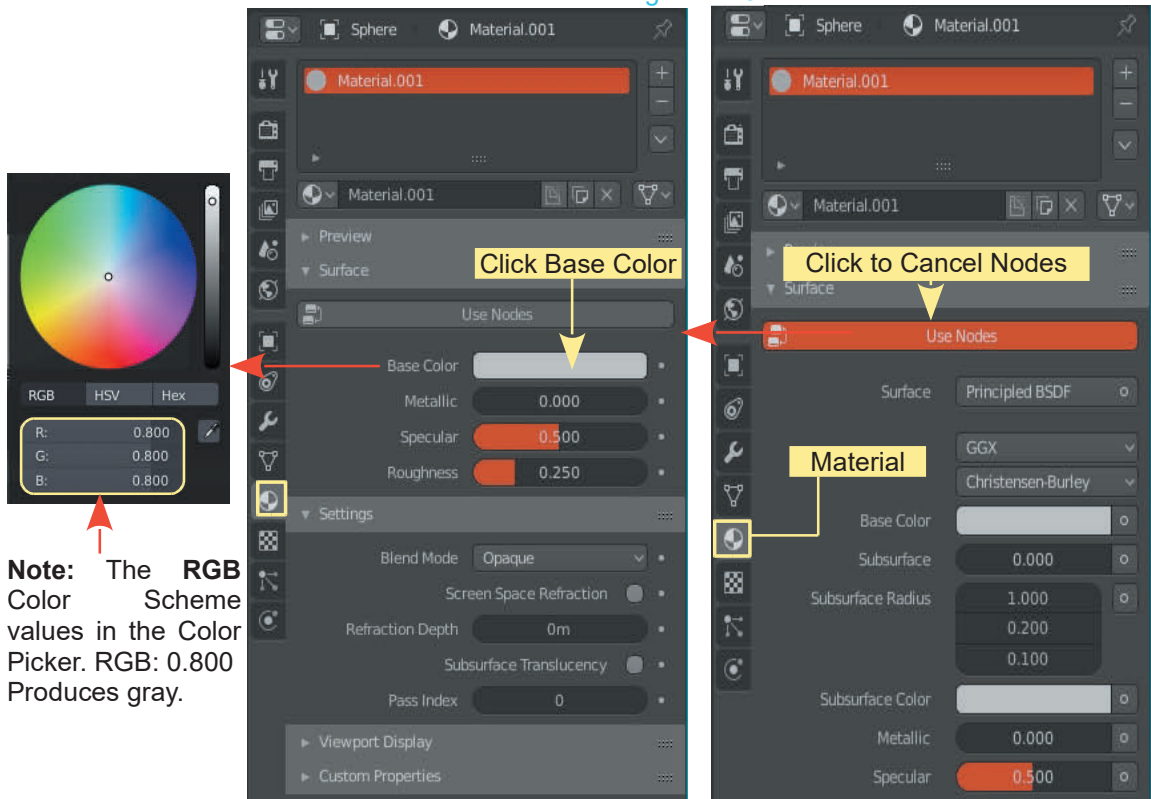 Sphere Material.001
Material.001
Material.001
Preview
Surface
Click Base Color
Use Nodes
Base Color
Metallic 0.000
Specular 0.500
Roughness 0.250
Settings
Blend Mode Opaque
Screen Space Refraction
Refraction Depth 0m
Subsurface Translucency
Pass Index 0
Viewport Display
Custom Properties
RGB HSV Hex
R: 0.800
G: 0.800
B: 0.800
Note: The RGB
Color Scheme
values in the Color
Picker. RGB: 0.800
Produces gray.
Sphere Material.001
Material.001
Material.001
Click to Cancel Nodes
Surface
Use Nodes
Surface Principled BSDF
GGX
Material
Christensen-Burley
Base Color
Subsurface 0.000
Subsurface Radius 1.000
0.200
0.100
Subsurface Color
Metallic 0.000
Specular 0.500